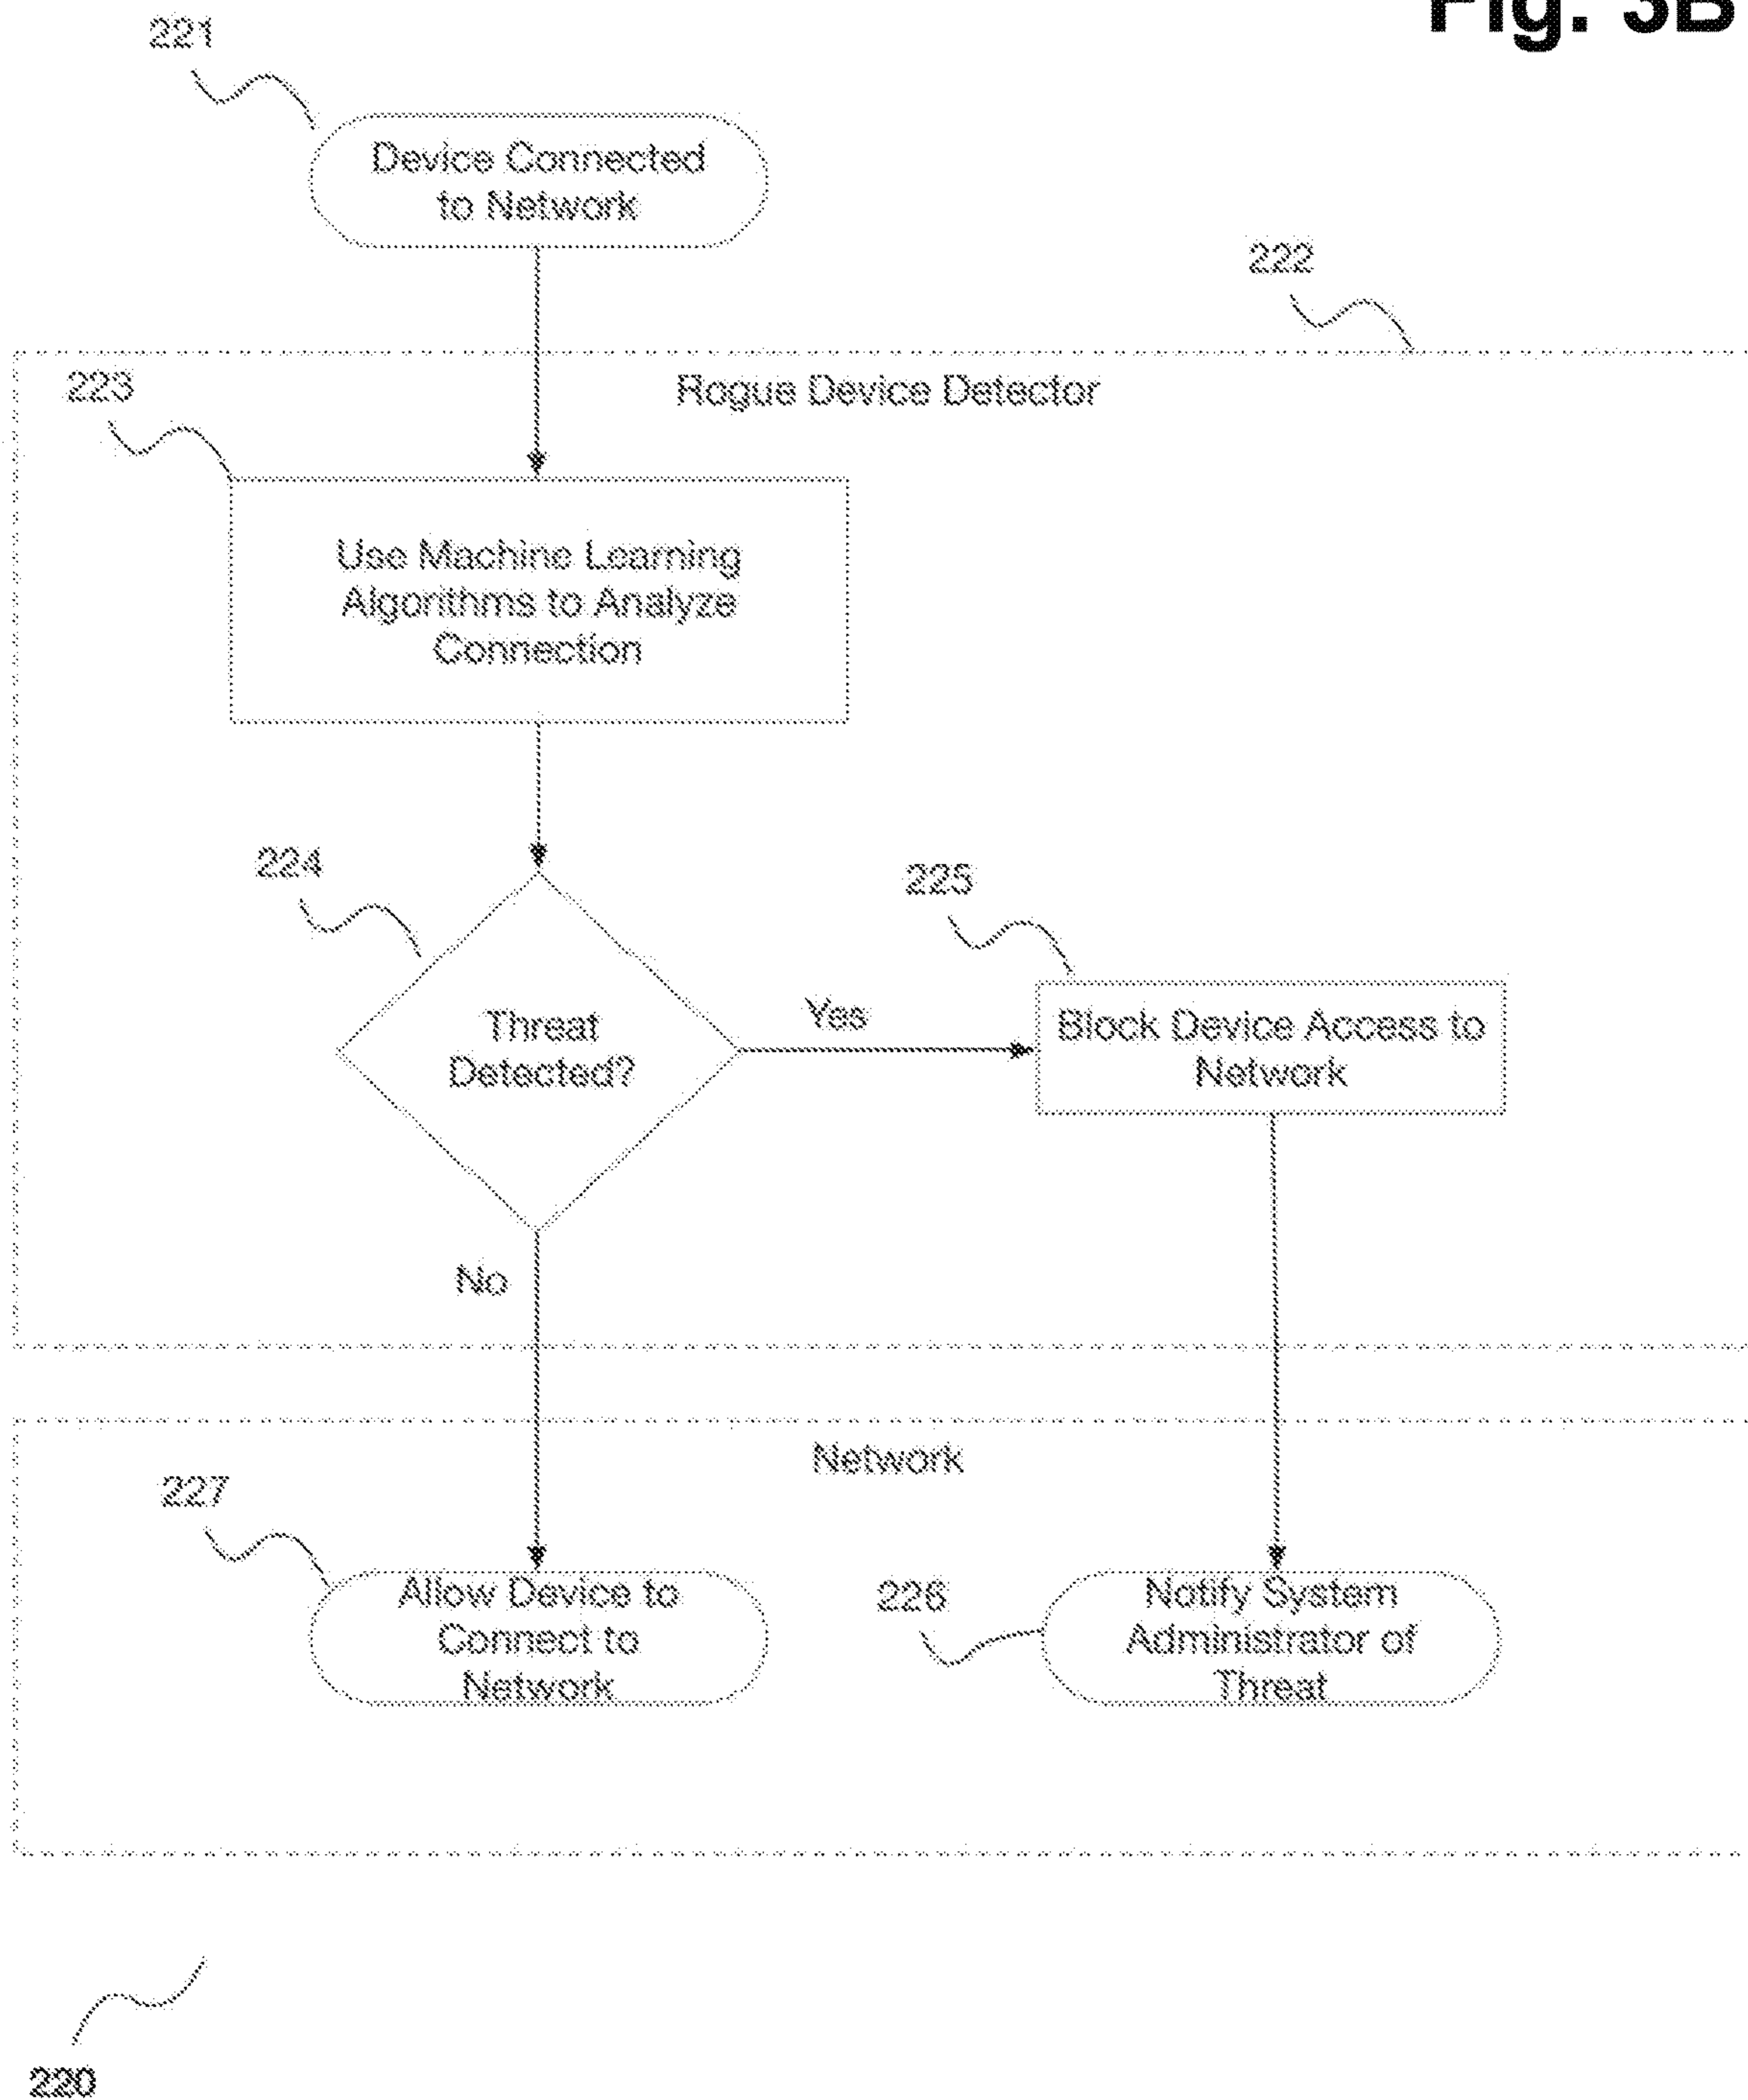 Fig. 3B
221
Device Connected
to Network
222
223
Rogue Device Detector
Use Machine Learning
Algorithms to Analyze
Connection
224
225
Threat
Detected?
Yes
Block Device Access to
Network
No
Network
227
Allow Device to
Connect to
Network
226
Notify System
Administrator of
Threat
220